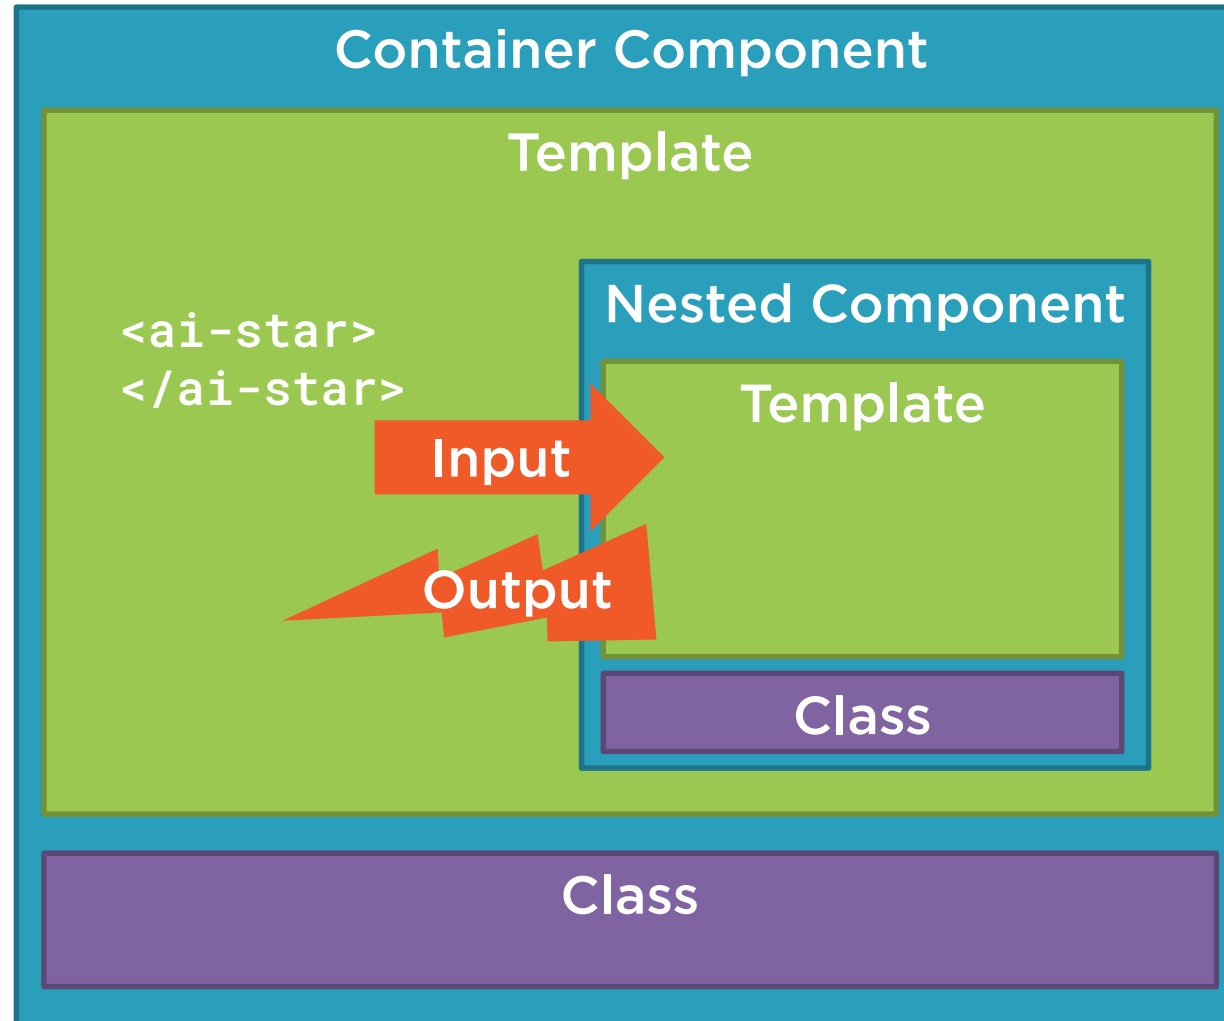 Container Component
Template
Nested Component
<ai-star>
</ai-star>
Template
Input
Output
Class
Class